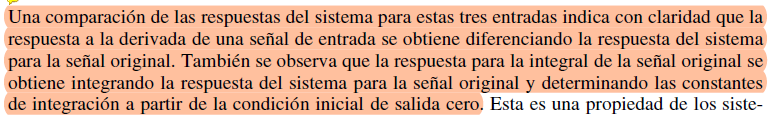 Una comparación de las respuestas del sistema para estas tres entradas indica con claridad que la
respuesta a la derivada de una señal de entrada se obtiene diferenciando la respuesta del sistema
para la señal original. También se observa que la respuesta para la integral de la señal original se
obtiene integrando la respuesta del sistema para la señal original y determinando las constantes
de integración a partir de la condición inicial de salida cero. Esta es una propiedad de los siste-